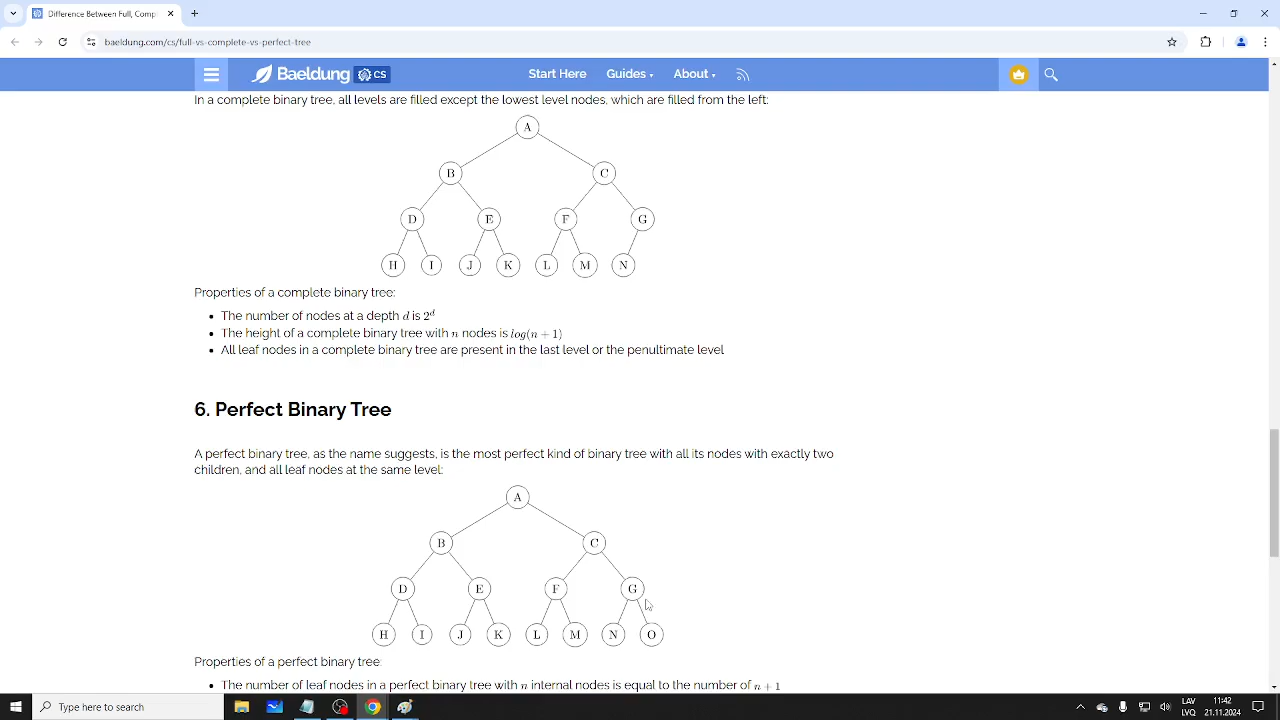 Difference Between Full, Comp
baeldung.com/cs/full-vs-complete-vs-perfect-tree
Baeldung CS Start Here Guides About
In a complete binary tree, all levels are filled except the lowest level nodes, which are filled from the left:
A
B C
D E F G
H I J K L M N
Properties of a complete binary tree:
• The number of nodes at a depth d is 2^d
• The height of a complete binary tree with n nodes is log(n + 1)
• All leaf nodes in a complete binary tree are present in the last level or the penultimate level
6. Perfect Binary Tree
A perfect binary tree, as the name suggests, is the most perfect kind of binary tree with all its nodes with exactly two
children, and all leaf nodes at the same level:
A
B C
D E F G
H I J K L M N O
Properties of a perfect binary tree:
• The number of leaf nodes in a perfect binary tree with n internal nodes is equal to the number of n + 1
Type here to search
LAV 11:42
LVQ 21.11.2024